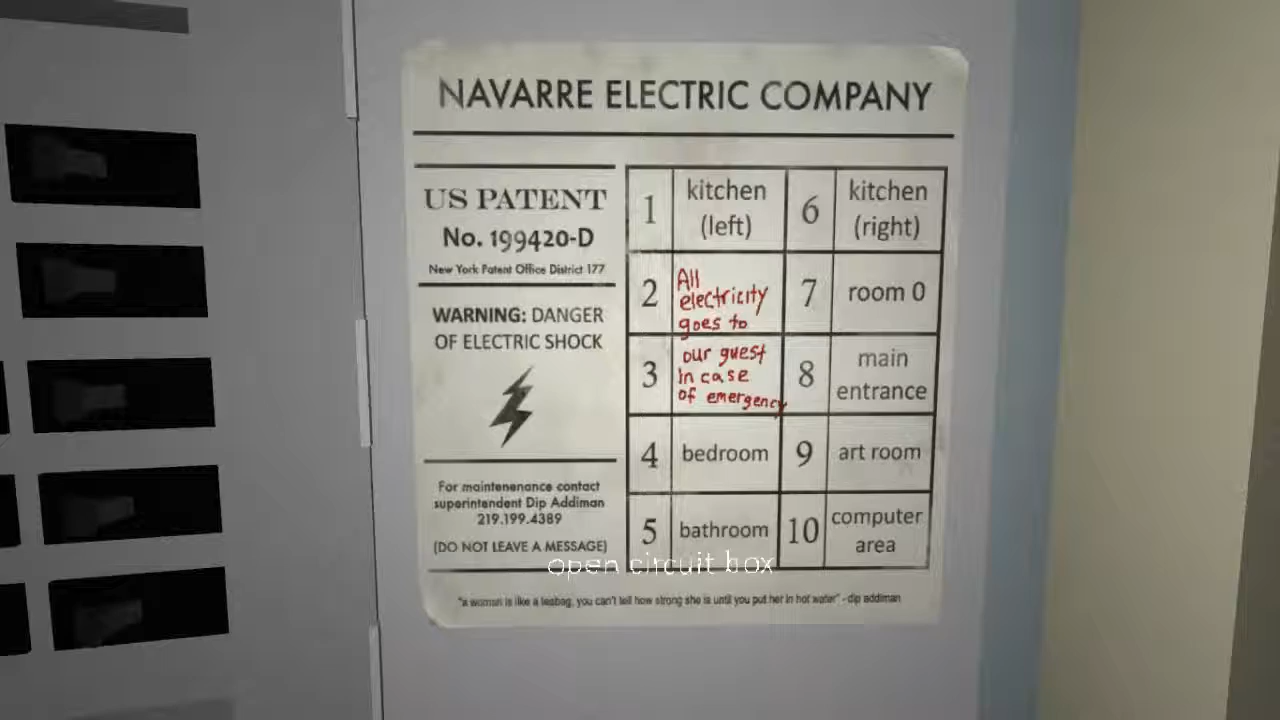 NAVARRE ELECTRIC COMPANY
US PATENT
No. 199420-D
New York Patent Office District 177
WARNING: DANGER
OF ELECTRIC SHOCK
For maintenenance contact
superintendent Dip Addiman
219.199.4389
(DO NOT LEAVE A MESSAGE)
1 kitchen (left) 6 kitchen (right)
2 All electricity goes to 7 room 0
3 our guest in case of emergency 8 main entrance
4 bedroom 9 art room
5 bathroom 10 computer area
open circuit box
"a woman is like a teabag, you can't tell how strong she is until you put her in hot water" - dip addiman